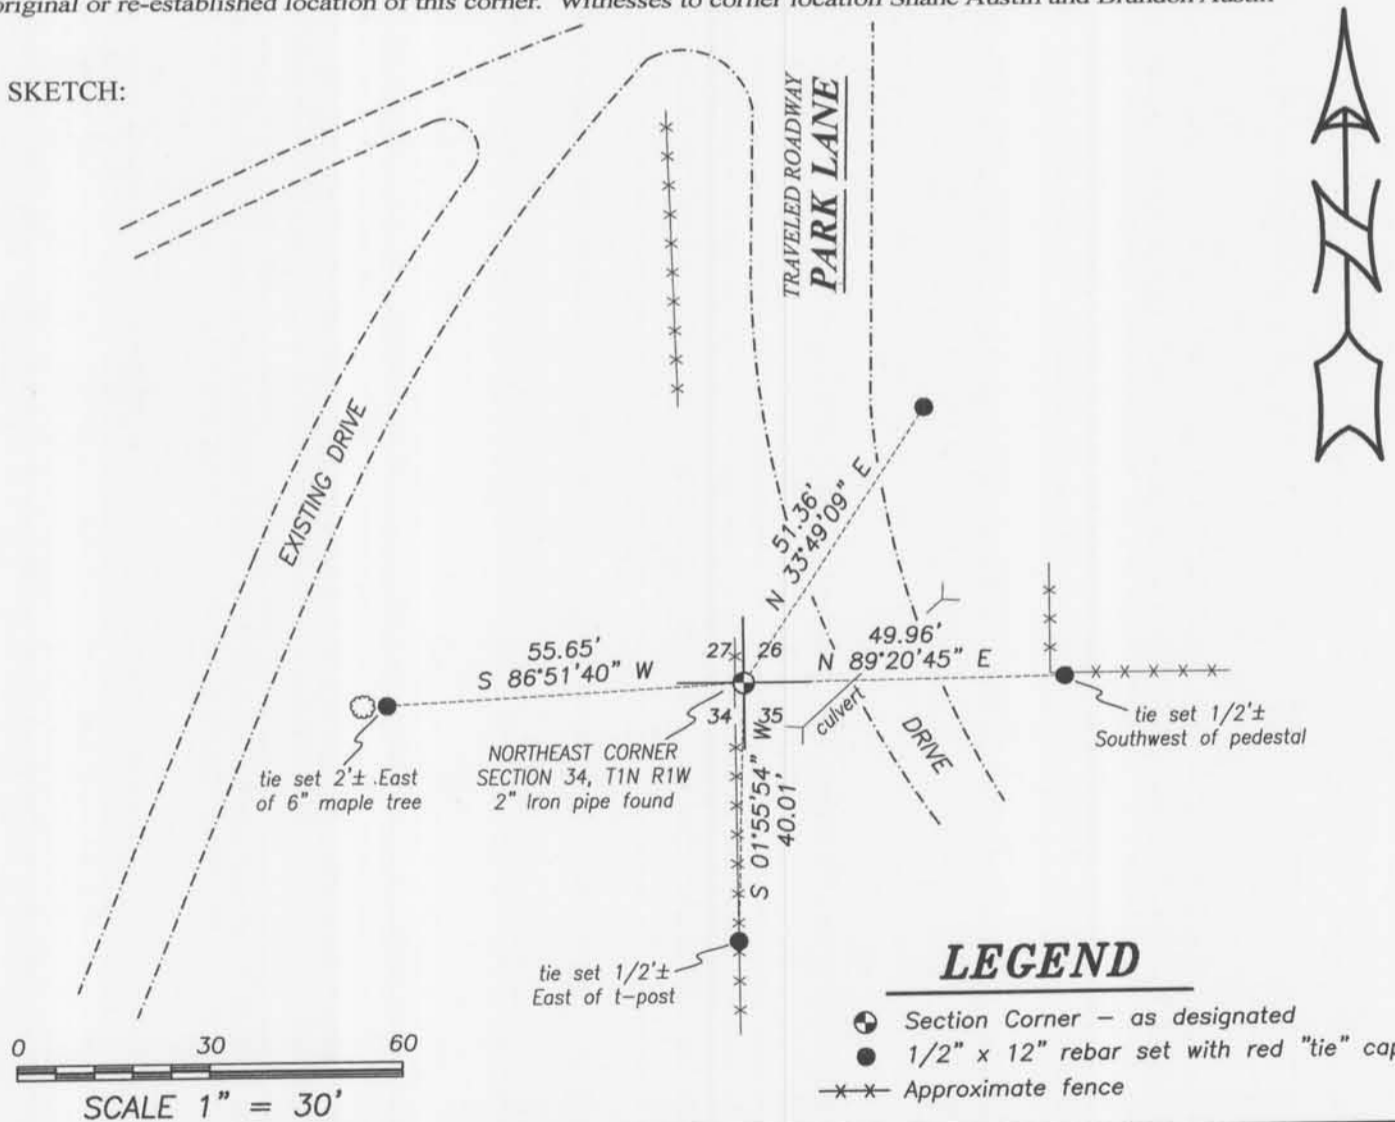 original or re-established location of this corner. Witnesses to corner location Shane Austin and Brandon Austin
SKETCH:
TRAVELED ROADWAY
PARK LANE
EXISTING DRIVE
51.36'
N 33°49'09" E
55.65'
S 86°51'40" W
27
26
49.96'
N 89°20'45" E
34
35
culvert
DRIVE
S 01°55'54" W
40.01'
tie set 2'± East
of 6" maple tree
NORTHEAST CORNER
SECTION 34, T1N R1W
2" Iron pipe found
tie set 1/2'±
Southwest of pedestal
tie set 1/2'±
East of t-post
N
LEGEND
Section Corner - as designated
1/2" x 12" rebar set with red "tie" cap
Approximate fence
0 30 60
SCALE 1" = 30'